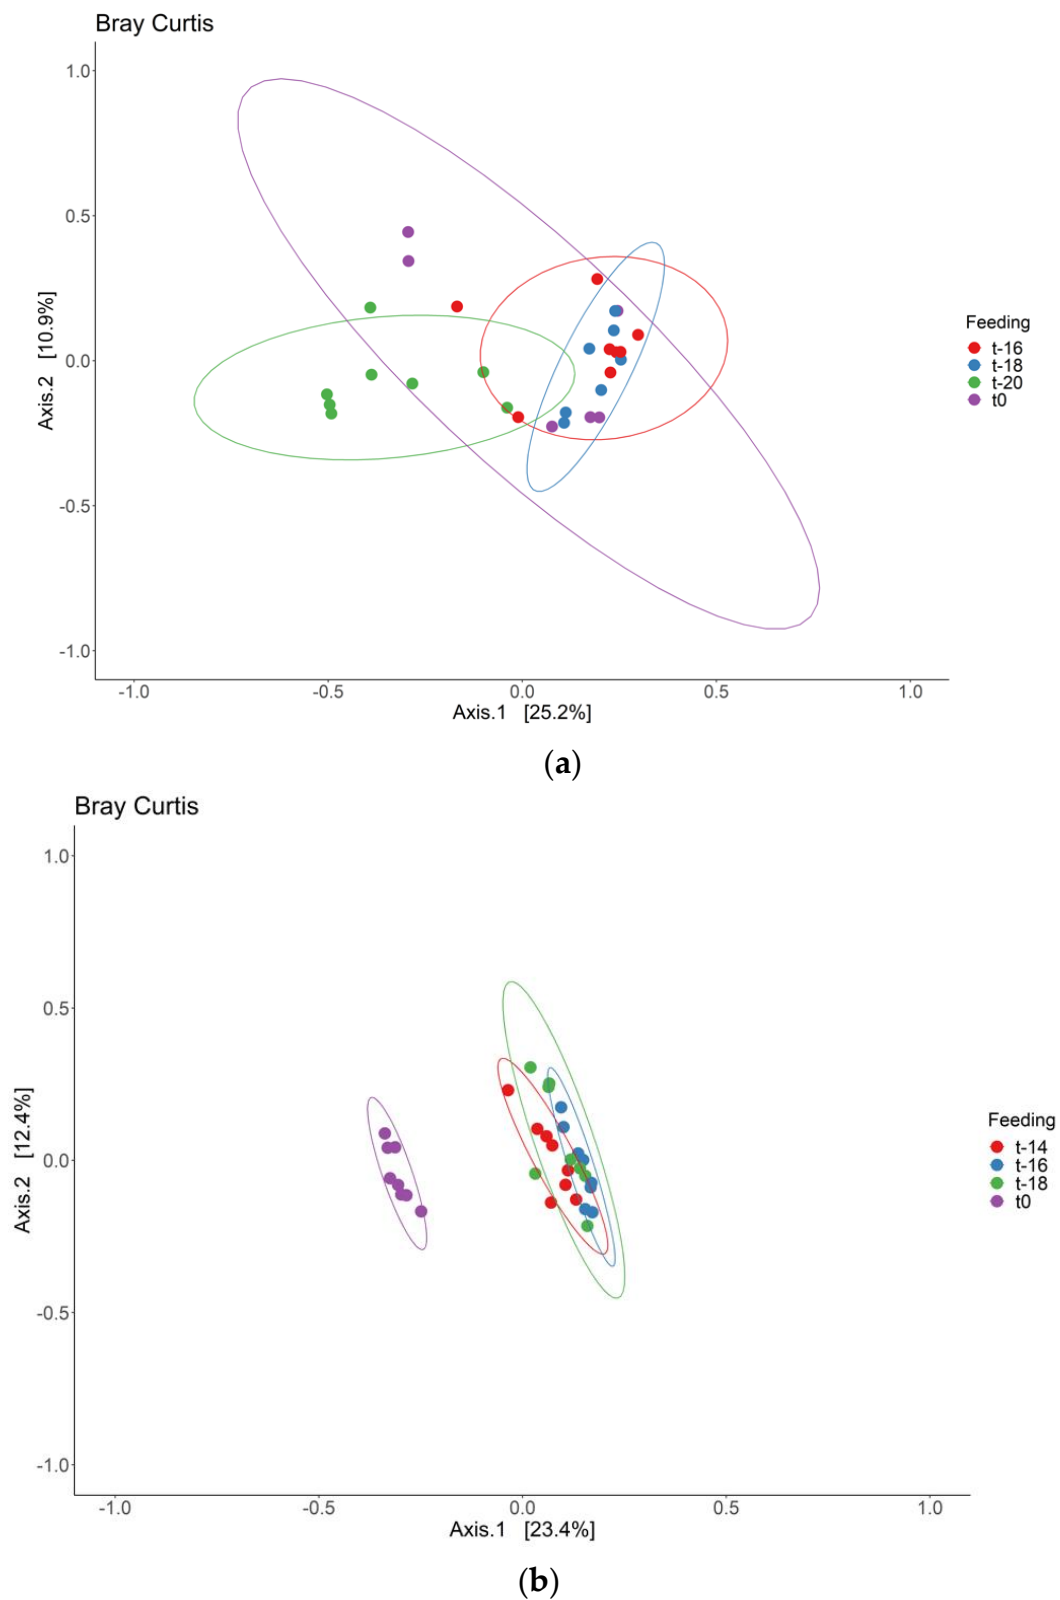 Bray Curtis
1.0
0.5
0.0
-0.5
-1.0
Axis.2 [10.9%]
-1.0 -0.5 0.0 0.5 1.0
Axis.1 [25.2%]
Feeding
t-16
t-18
t-20
t0
(a)
Bray Curtis
1.0
0.5
0.0
-0.5
-1.0
Axis.2 [12.4%]
-1.0 -0.5 0.0 0.5 1.0
Axis.1 [23.4%]
Feeding
t-14
t-16
t-18
t0
(b)